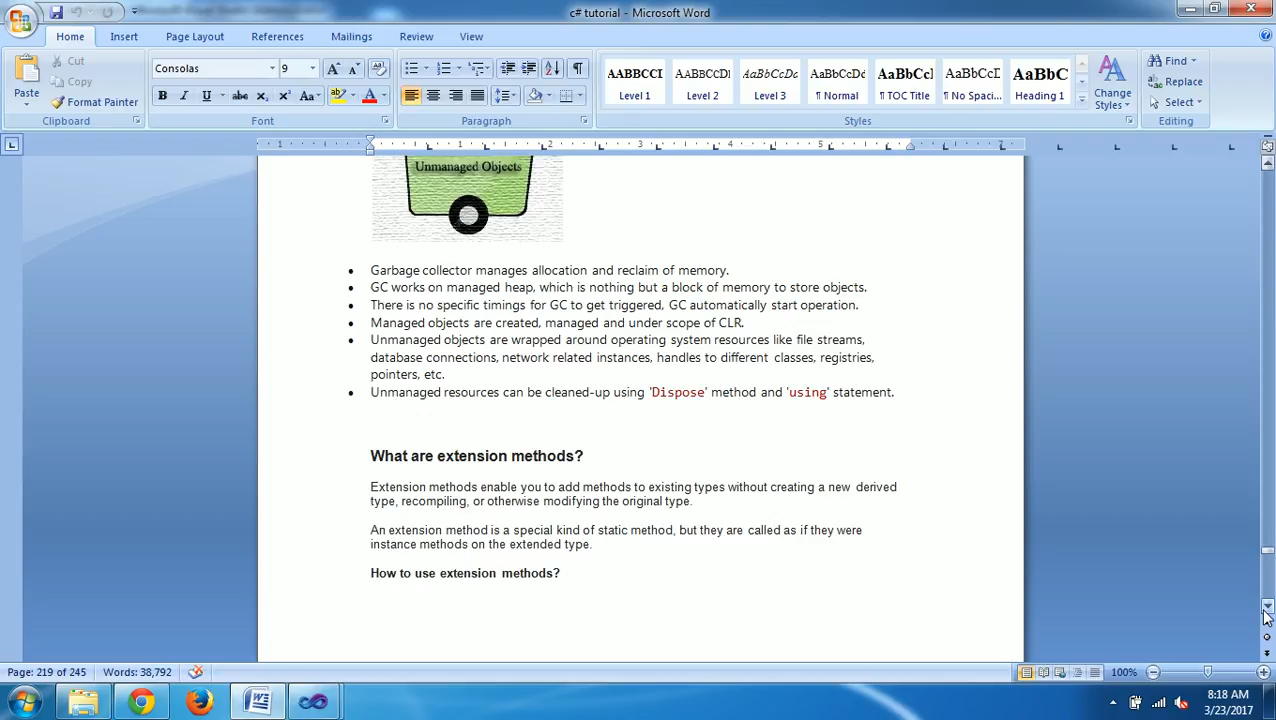 c# tutorial - Microsoft Word
Home Insert Page Layout References Mailings Review View
Paste
Cut
Copy
Format Painter
Clipboard
Consolas 9
Font
Paragraph
AABBCCI AABBCCD. AaBbCcDc AaBbCcDd AaBbCc] AaBbCcD AaBbC
Level 1 Level 2 Level 3 ¶ Normal ¶ TOC Title ¶ No Spaci... Heading 1
Change Styles
Styles
Find
Replace
Select
Editing
Unmanaged Objects
• Garbage collector manages allocation and reclaim of memory.
• GC works on managed heap, which is nothing but a block of memory to store objects.
• There is no specific timings for GC to get triggered, GC automatically start operation.
• Managed objects are created, managed and under scope of CLR.
• Unmanaged objects are wrapped around operating system resources like file streams,
database connections, network related instances, handles to different classes, registries,
pointers, etc.
• Unmanaged resources can be cleaned-up using 'Dispose' method and 'using' statement.
What are extension methods?
Extension methods enable you to add methods to existing types without creating a new derived
type, recompiling, or otherwise modifying the original type.
An extension method is a special kind of static method, but they are called as if they were
instance methods on the extended type.
How to use extension methods?
Page: 219 of 245 Words: 38,792 100%
8:18 AM
3/23/2017